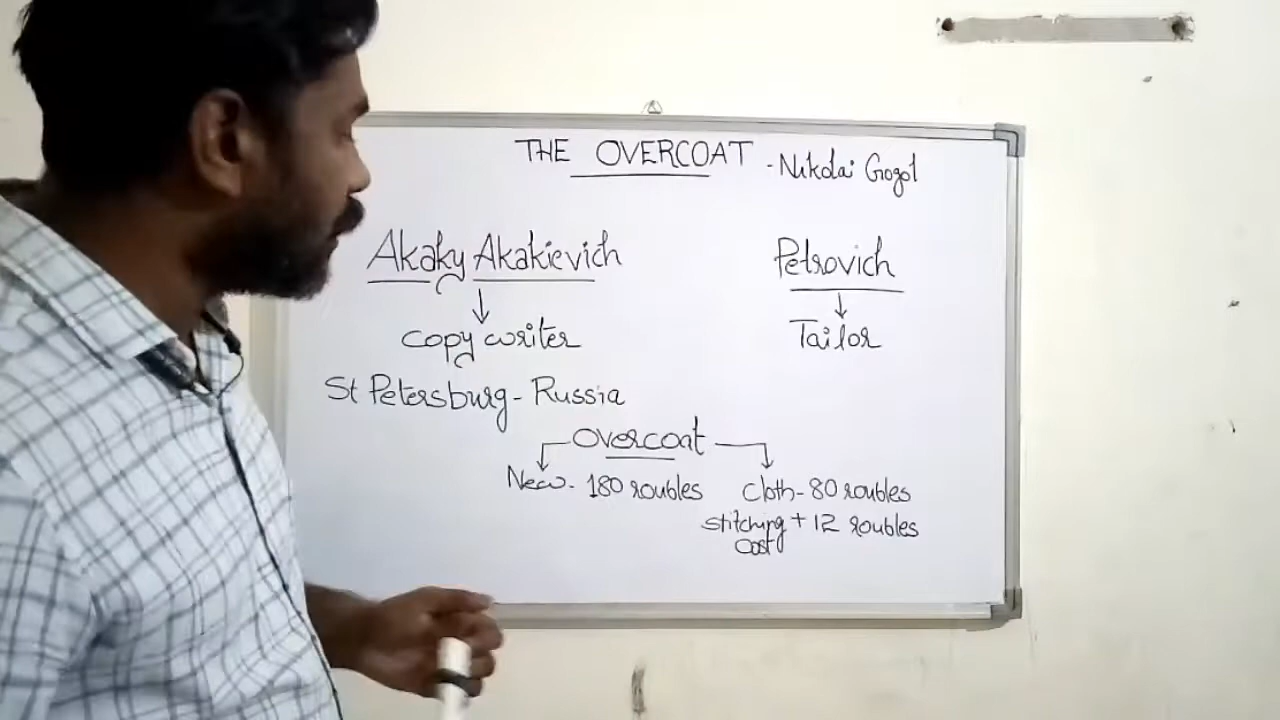 THE OVERCOAT - Nikolai Gogol
Akaky Akakievich
Petrovich
Copy writer
Tailor
St Petersburg - Russia
Overcoat
New - 180 roubles
Cloth - 80 roubles
Stitching + 12 roubles
Cost